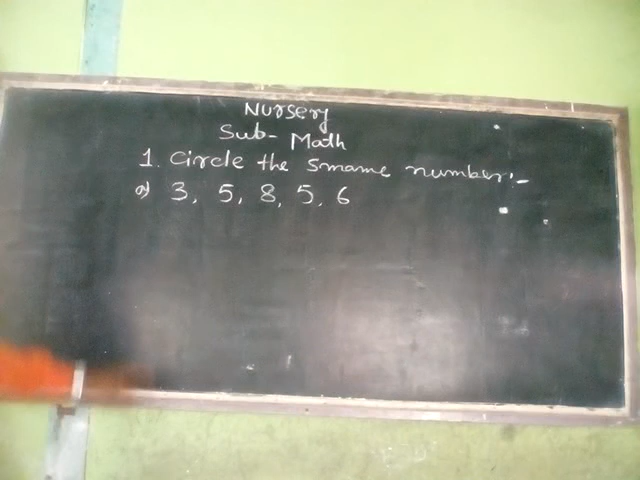 Nursery
Sub- Math
1. Circle the smame number:-
a) 3, 5, 8, 5, 6